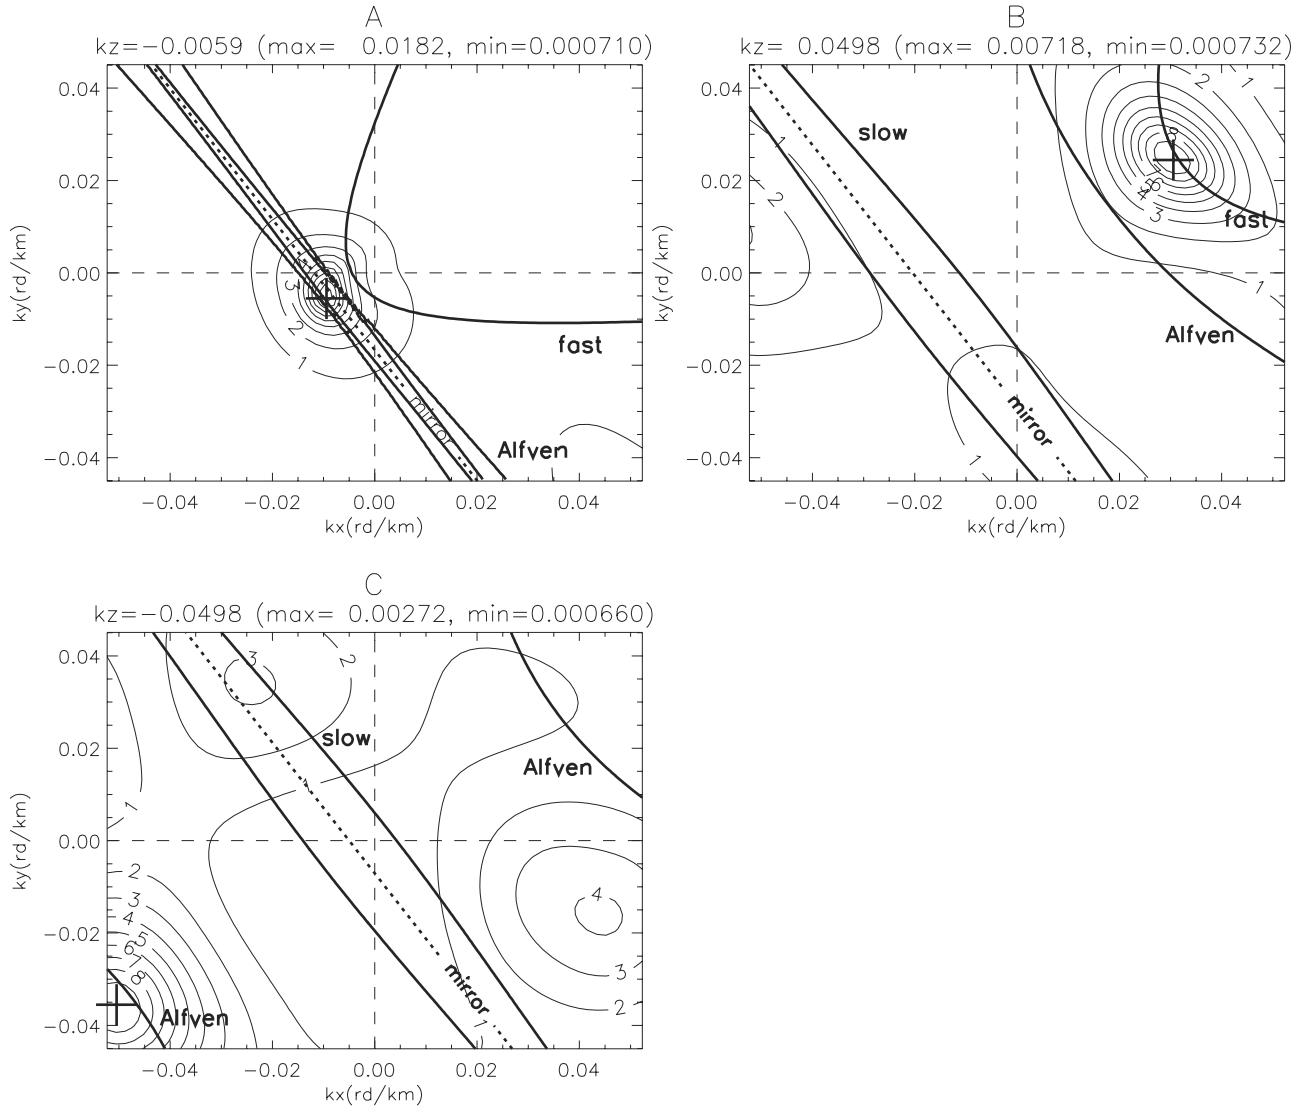 A
kz=−0.0059 (max= 0.0182, min=0.000710)
0.04
0.02
0.00
−0.02
−0.04
ky(rd/km)
3
2
1
mirror
fast
Alfven
−0.04 −0.02 0.00 0.02 0.04
kx(rd/km)
B
kz= 0.0498 (max= 0.00718, min=0.000732)
0.04
0.02
0.00
−0.02
−0.04
ky(rd/km)
slow
2
1
1
2
4
3
fast
1
Alfven
mirror
1
−0.04 −0.02 0.00 0.02 0.04
kx(rd/km)
C
kz=−0.0498 (max= 0.00272, min=0.000660)
0.04
0.02
0.00
−0.02
−0.04
ky(rd/km)
3
2
slow
Alfven
1
1
2
3
4
5
6
7
8
4
3
2
mirror
Alfven
1
−0.04 −0.02 0.00 0.02 0.04
kx(rd/km)